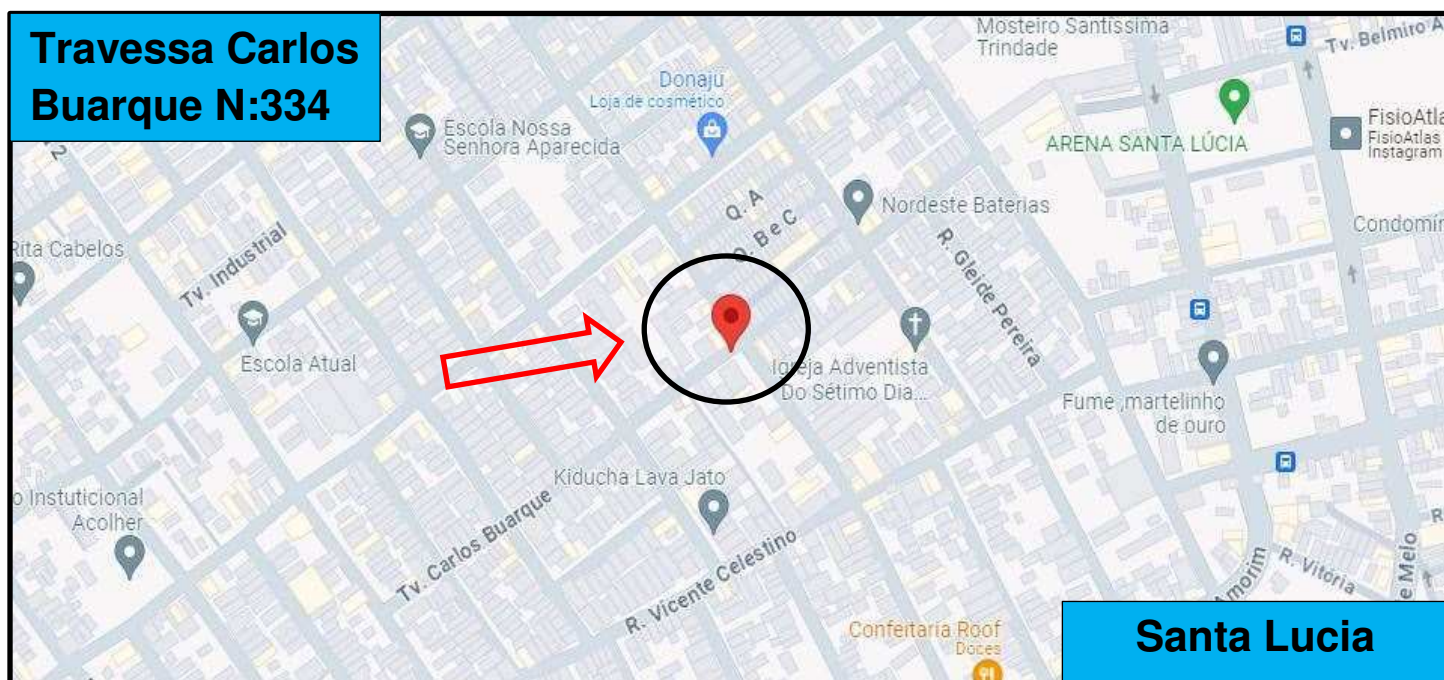 Travessa Carlos
Buarque N:334
Mosteiro Santíssima
Trindade
Tv. Belmiro A
Donaju
Loja de cosmético
Escola Nossa
Senhora Aparecida
ARENA SANTA LÚCIA
FisioAtla
FisioAtlas
Instagram
Q. A
Q. B e C
Nordeste Baterias
Rita Cabelos
Tv. Industrial
R. Gleide Pereira
Condomín
Escola Atual
Igreja Adventista
Do Sétimo Dia...
Fume ,martelinho
de ouro
Kiducha Lava Jato
o Instuticional
Acolher
Tv. Carlos Buarque
R. Vicente Celestino
Amorim
R. Vitória
e Melo
R
Confeitaria Roof
Doces
Santa Lucia